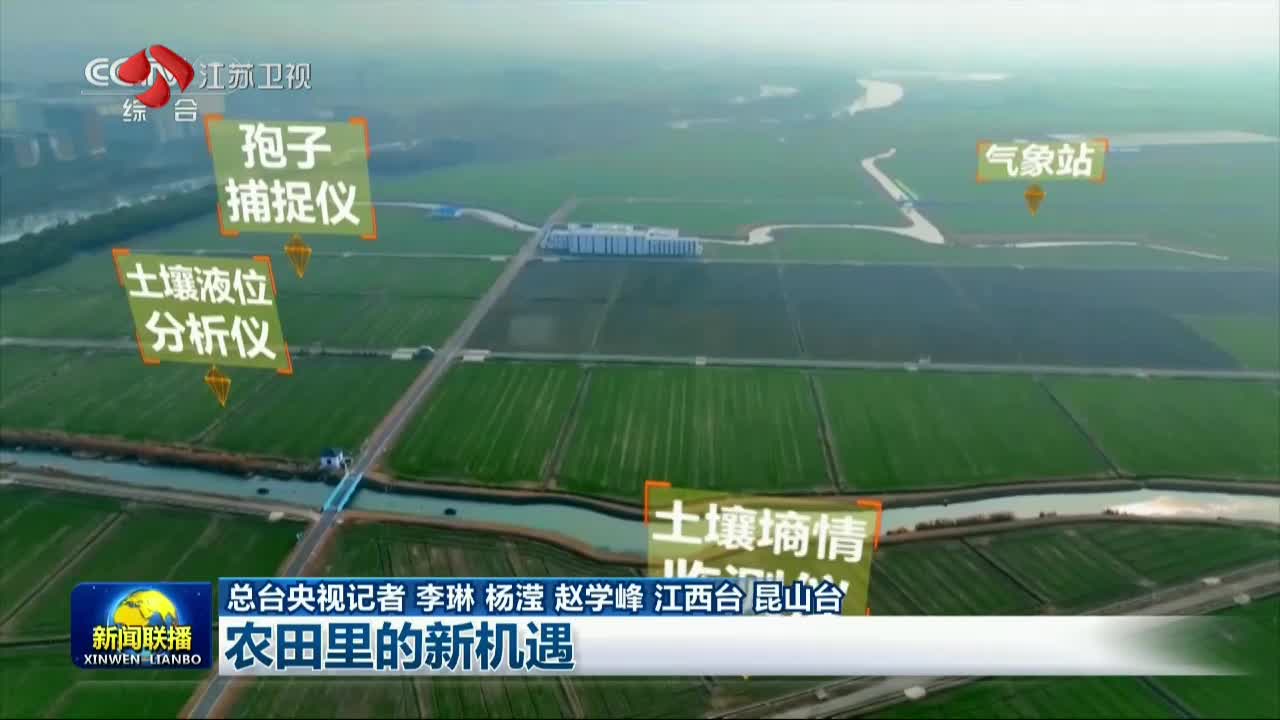 CCTV 江苏卫视
综合
孢子
捕捉仪
气象站
土壤液位
分析仪
土壤墒情
监测仪
总台央视记者 李琳 杨滢 赵学峰 江西台 昆山台
新闻联播
XINWEN LIANBO
农田里的新机遇